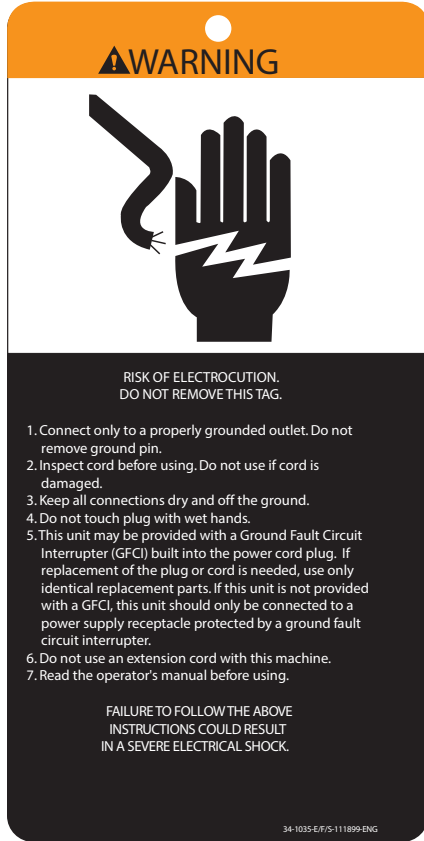 WARNING
RISK OF ELECTROCUTION.
DO NOT REMOVE THIS TAG.
1. Connect only to a properly grounded outlet. Do not
remove ground pin.
2. Inspect cord before using. Do not use if cord is
damaged.
3. Keep all connections dry and off the ground.
4. Do not touch plug with wet hands.
5. This unit may be provided with a Ground Fault Circuit
Interrupter (GFCI) built into the power cord plug. If
replacement of the plug or cord is needed, use only
identical replacement parts. If this unit is not provided
with a GFCI, this unit should only be connected to a
power supply receptacle protected by a ground fault
circuit interrupter.
6. Do not use an extension cord with this machine.
7. Read the operator's manual before using.
FAILURE TO FOLLOW THE ABOVE
INSTRUCTIONS COULD RESULT
IN A SEVERE ELECTRICAL SHOCK.
34-1035-E/F/S-111899-ENG